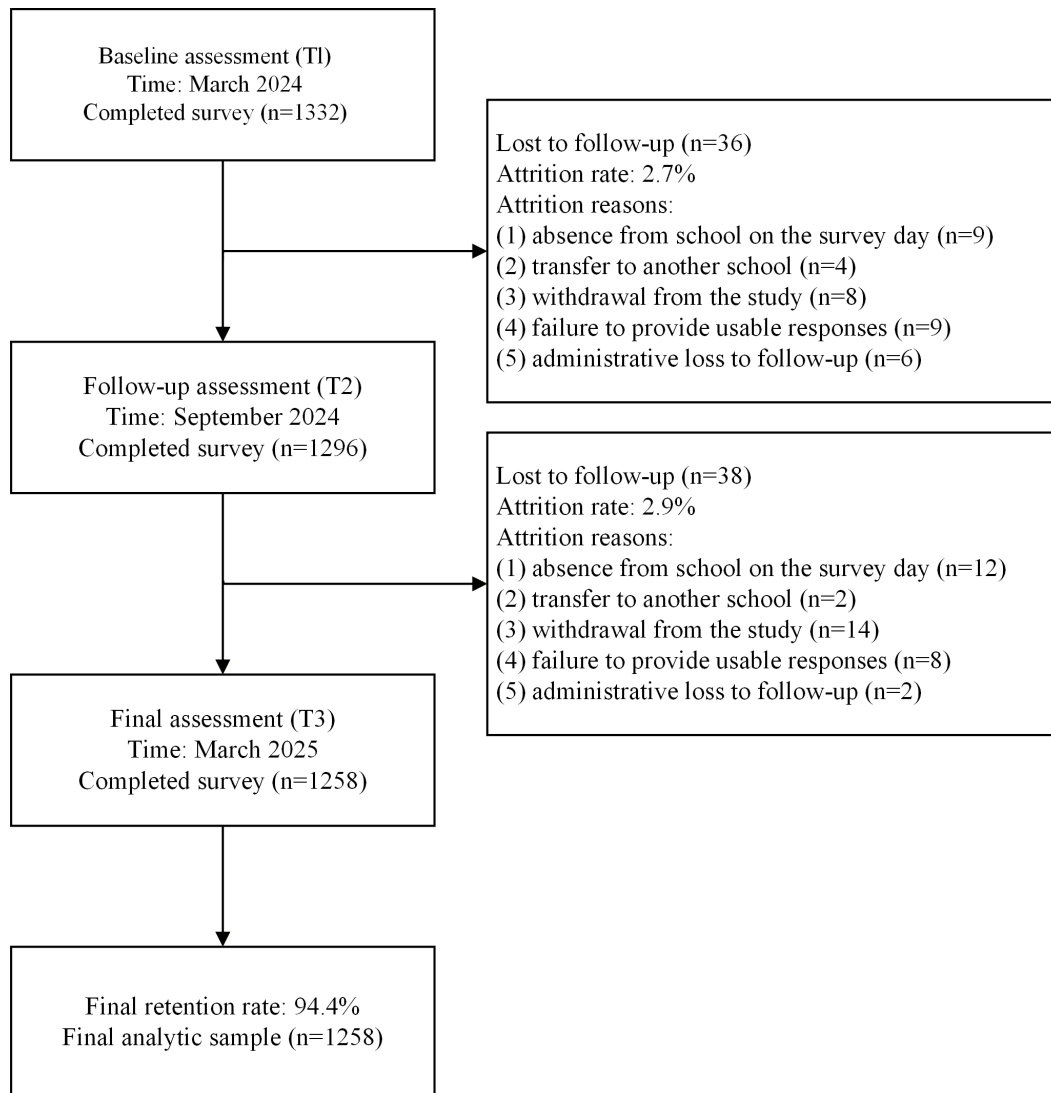 Baseline assessment (Tl)
Time: March 2024
Completed survey (n=1332)
Lost to follow-up (n=36)
Attrition rate: 2.7%
Attrition reasons:
(1) absence from school on the survey day (n=9)
(2) transfer to another school (n=4)
(3) withdrawal from the study (n=8)
(4) failure to provide usable responses (n=9)
(5) administrative loss to follow-up (n=6)
Follow-up assessment (T2)
Time: September 2024
Completed survey (n=1296)
Lost to follow-up (n=38)
Attrition rate: 2.9%
Attrition reasons:
(1) absence from school on the survey day (n=12)
(2) transfer to another school (n=2)
(3) withdrawal from the study (n=14)
(4) failure to provide usable responses (n=8)
(5) administrative loss to follow-up (n=2)
Final assessment (T3)
Time: March 2025
Completed survey (n=1258)
Final retention rate: 94.4%
Final analytic sample (n=1258)